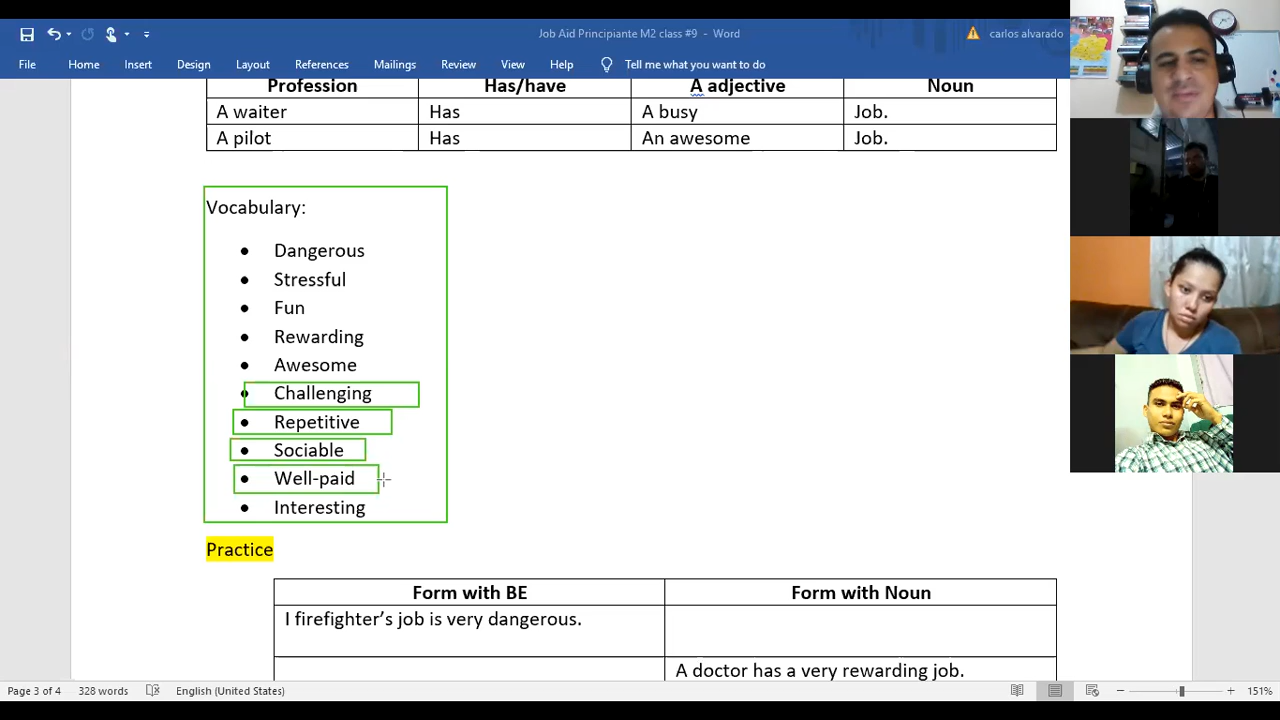 Job Aid Principiante M2 class #9 - Word
carlos alvarado
File Home Insert Design Layout References Mailings Review View Help Tell me what you want to do
Profession Has/have A adjective Noun
A waiter Has A busy Job.
A pilot Has An awesome Job.
Vocabulary:
• Dangerous
• Stressful
• Fun
• Rewarding
• Awesome
• Challenging
• Repetitive
• Sociable
• Well-paid
• Interesting
Practice
Form with BE Form with Noun
I firefighter's job is very dangerous.
A doctor has a very rewarding job.
Page 3 of 4 328 words English (United States) 151%